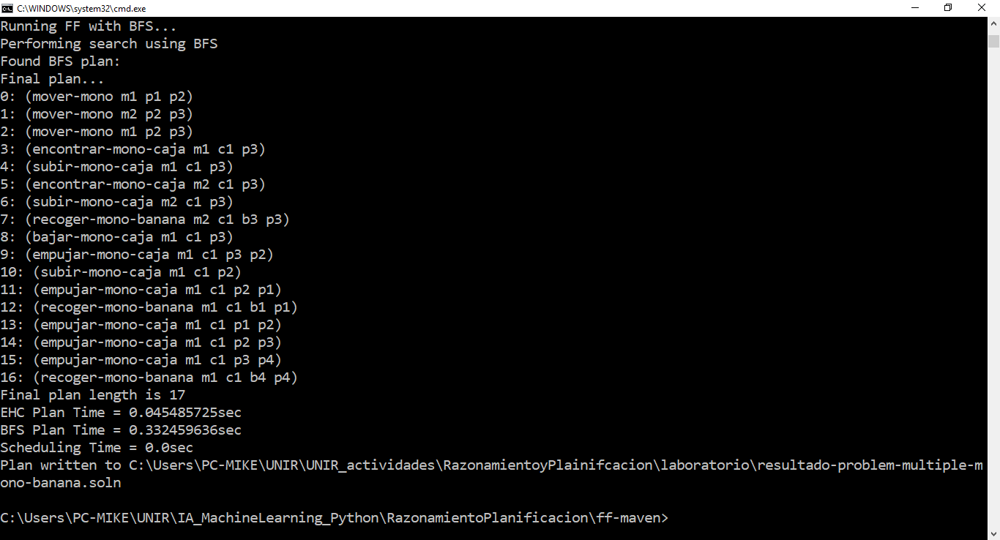 C:\WINDOWS\system32\cmd.exe
Running FF with BFS...
Performing search using BFS
Found BFS plan:
Final plan...
0: (mover-mono m1 p1 p2)
1: (mover-mono m2 p2 p3)
2: (mover-mono m1 p2 p3)
3: (encontrar-mono-caja m1 c1 p3)
4: (subir-mono-caja m1 c1 p3)
5: (encontrar-mono-caja m2 c1 p3)
6: (subir-mono-caja m2 c1 p3)
7: (recoger-mono-banana m2 c1 b3 p3)
8: (bajar-mono-caja m1 c1 p3)
9: (empujar-mono-caja m1 c1 p3 p2)
10: (subir-mono-caja m1 c1 p2)
11: (empujar-mono-caja m1 c1 p2 p1)
12: (recoger-mono-banana m1 c1 b1 p1)
13: (empujar-mono-caja m1 c1 p1 p2)
14: (empujar-mono-caja m1 c1 p2 p3)
15: (empujar-mono-caja m1 c1 p3 p4)
16: (recoger-mono-banana m1 c1 b4 p4)
Final plan length is 17
EHC Plan Time = 0.045485725sec
BFS Plan Time = 0.332459636sec
Scheduling Time = 0.0sec
Plan written to C:\Users\PC-MIKE\UNIR\UNIR_actividades\RazonamientoyPlainifcacion\laboratorio\resultado-problem-multiple-m
ono-banana.soln
C:\Users\PC-MIKE\UNIR\IA_MachineLearning_Python\RazonamientoPlanificacion\ff-maven>